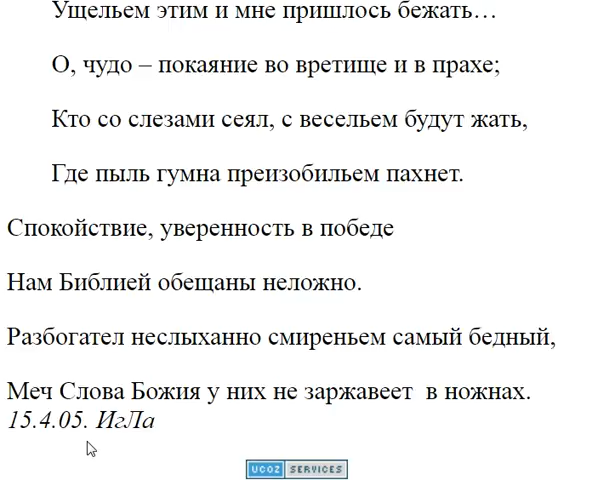 Ущельем этим и мне пришлось бежать…
О, чудо – покаяние во вретище и в прахе;
Кто со слезами сеял, с весельем будут жать,
Где пыль гумна преизобильем пахнет.
Спокойствие, уверенность в победе
Нам Библией обещаны неложно.
Разбогател неслыханно смиреньем самый бедный,
Меч Слова Божия у них не заржавеет  в ножнах.
15.4.05. ИгЛа
UCOZ SERVICES